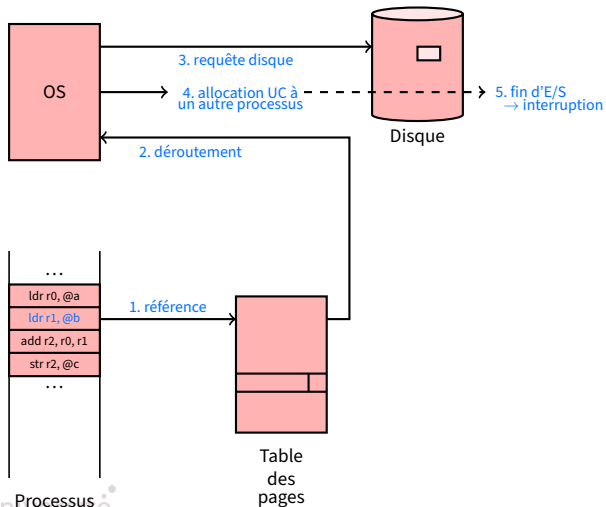 OS
3. requête disque
4. allocation UC à
un autre processus
5. fin d'E/S
→ interruption
Disque
2. déroutement
...
ldr r0, @a
ldr r1, @b
add r2, r0, r1
str r2, @c
...
1. référence
Table
des
pages
Processus